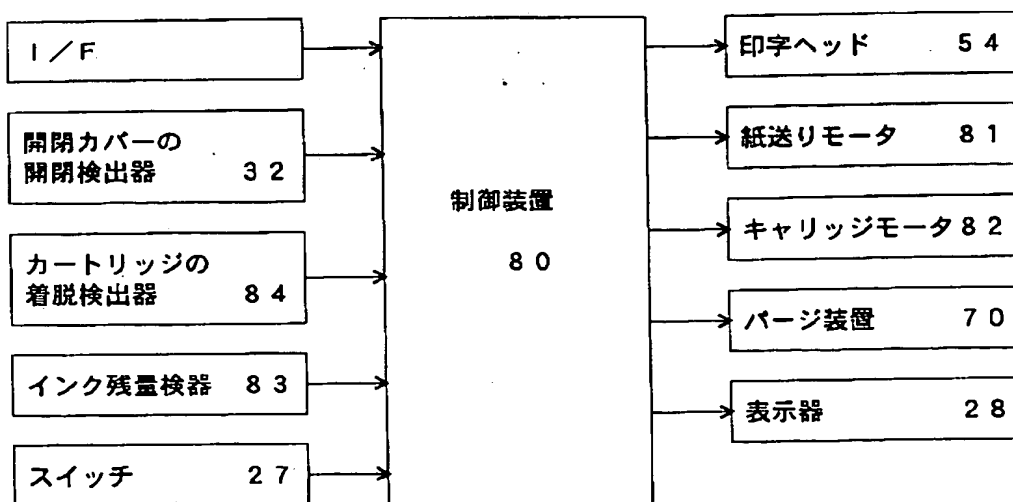 I/F
開閉カバーの
開閉検出器 32
カートリッジの
着脱検出器 84
インク残量検器 83
スイッチ 27
制御装置
80
印字ヘッド 54
紙送りモータ 81
キャリッジモータ 82
パージ装置 70
表示器 28